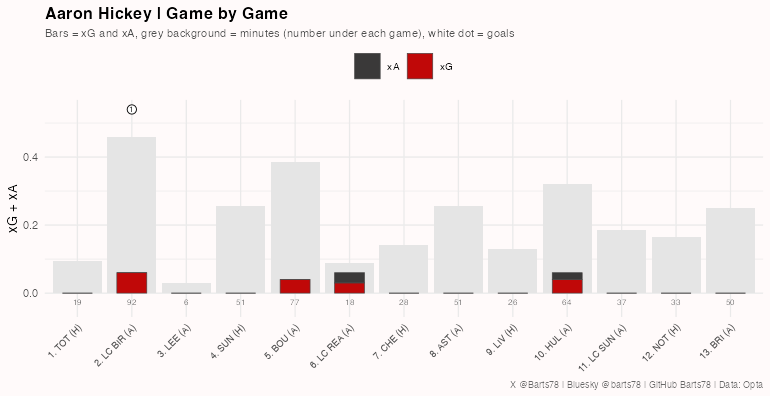 Aaron Hickey | Game by Game
Bars = xG and xA, grey background = minutes (number under each game), white dot = goals
xA xG
1
xG + xA
0.4
0.2
0.0
19 92 6 51 77 18 28 51 26 64 37 33 50
1. TOT (H)
2. LC BIR (A)
3. LEE (A)
4. SUN (H)
5. BOU (A)
6. LC REA (A)
7. CHE (H)
8. AST (A)
9. LIV (H)
10. HUL (A)
11. LC SUN (A)
12. NOT (H)
13. BRI (A)
X @Barts78 | Bluesky @barts78 | GitHub Barts78 | Data: Opta